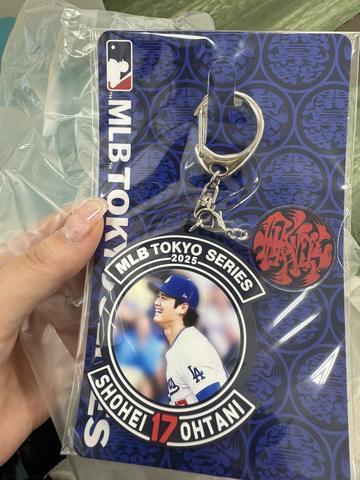 MLB TOKYO SERIES
MLB TOKYO SERIES
2025
LA
SHOHEI 17 OHTANI